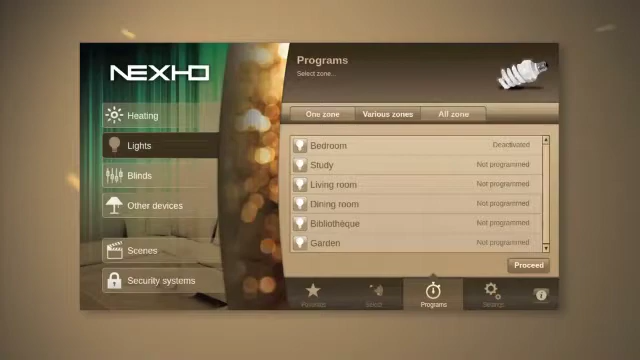 NEXHO
Programs
Select zone...
Heating
Lights
Blinds
Other devices
Scenes
Security systems
One zone
Various zones
All zone
Bedroom Deactivated
Study Not programmed
Living room Not programmed
Dining room Not programmed
Bibliothèque Not programmed
Garden Not programmed
Proceed
Programs
Settings